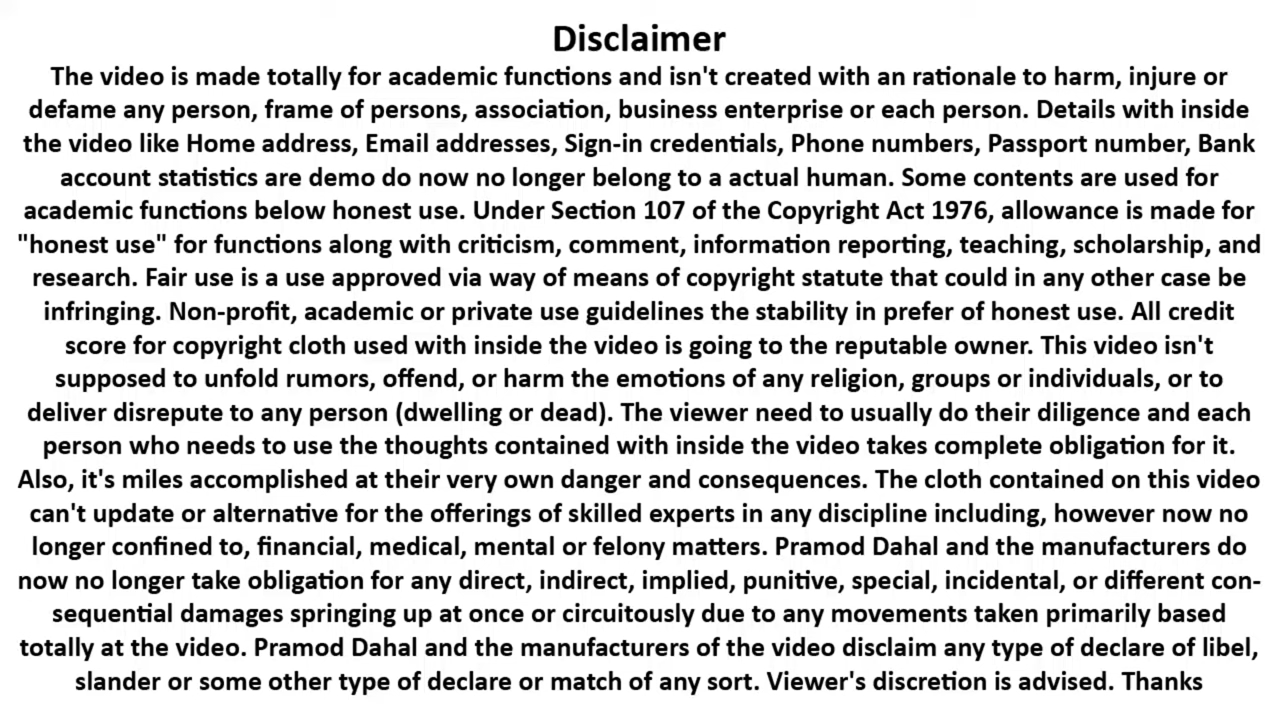 Disclaimer
The video is made totally for academic functions and isn't created with an rationale to harm, injure or
defame any person, frame of persons, association, business enterprise or each person. Details with inside
the video like Home address, Email addresses, Sign-in credentials, Phone numbers, Passport number, Bank
account statistics are demo do now no longer belong to a actual human. Some contents are used for
academic functions below honest use. Under Section 107 of the Copyright Act 1976, allowance is made for
"honest use" for functions along with criticism, comment, information reporting, teaching, scholarship, and
research. Fair use is a use approved via way of means of copyright statute that could in any other case be
infringing. Non-profit, academic or private use guidelines the stability in prefer of honest use. All credit
score for copyright cloth used with inside the video is going to the reputable owner. This video isn't
supposed to unfold rumors, offend, or harm the emotions of any religion, groups or individuals, or to
deliver disrepute to any person (dwelling or dead). The viewer need to usually do their diligence and each
person who needs to use the thoughts contained with inside the video takes complete obligation for it.
Also, it's miles accomplished at their very own danger and consequences. The cloth contained on this video
can't update or alternative for the offerings of skilled experts in any discipline including, however now no
longer confined to, financial, medical, mental or felony matters. Pramod Dahal and the manufacturers do
now no longer take obligation for any direct, indirect, implied, punitive, special, incidental, or different con-
sequential damages springing up at once or circuitously due to any movements taken primarily based
totally at the video. Pramod Dahal and the manufacturers of the video disclaim any type of declare of libel,
slander or some other type of declare or match of any sort. Viewer's discretion is advised. Thanks